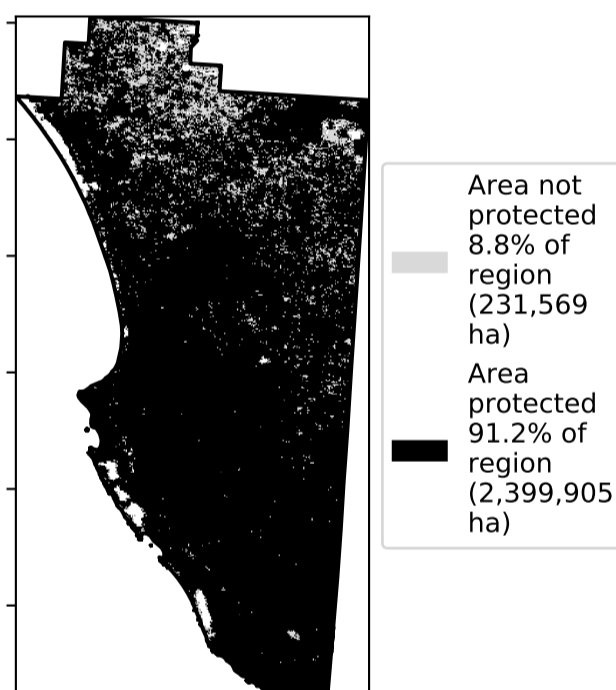 Area not
protected
8.8% of
region
(231,569
ha)
Area
protected
91.2% of
region
(2,399,905
ha)